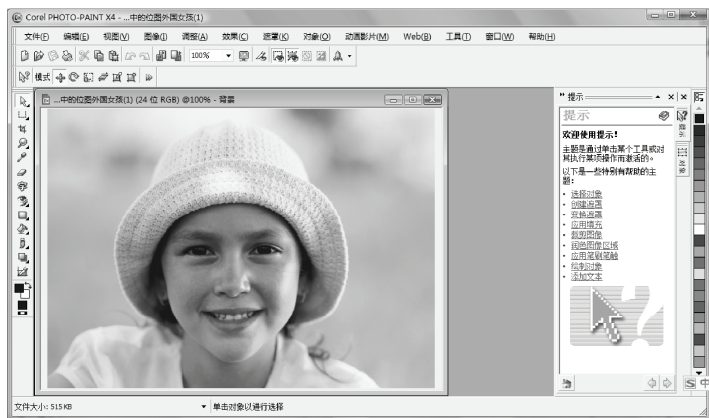 Corel PHOTO-PAINT X4 - ...中的位图外国女孩(1)
文件(F) 编辑(E) 视图(V) 图像(I) 调整(A) 效果(C) 遮罩(K) 对象(O) 动画影片(M) Web(B) 工具(T) 窗口(W) 帮助(H)
100%
模式
...中的位图外国女孩(1) (24 位 RGB) @100% - 背景
提示
提示
欢迎使用提示!
主题是通过单击某个工具或对
其执行某项操作而激活的。
以下是一些特别有帮助的主
题:
• 选择对象
• 创建遮罩
• 变换遮罩
• 应用填充
• 裁剪图像
• 润色图像区域
• 应用笔刷笔触
• 绘制对象
• 添加文本
提示
对象
文件大小: 515 KB
单击对象以进行选择
S 中